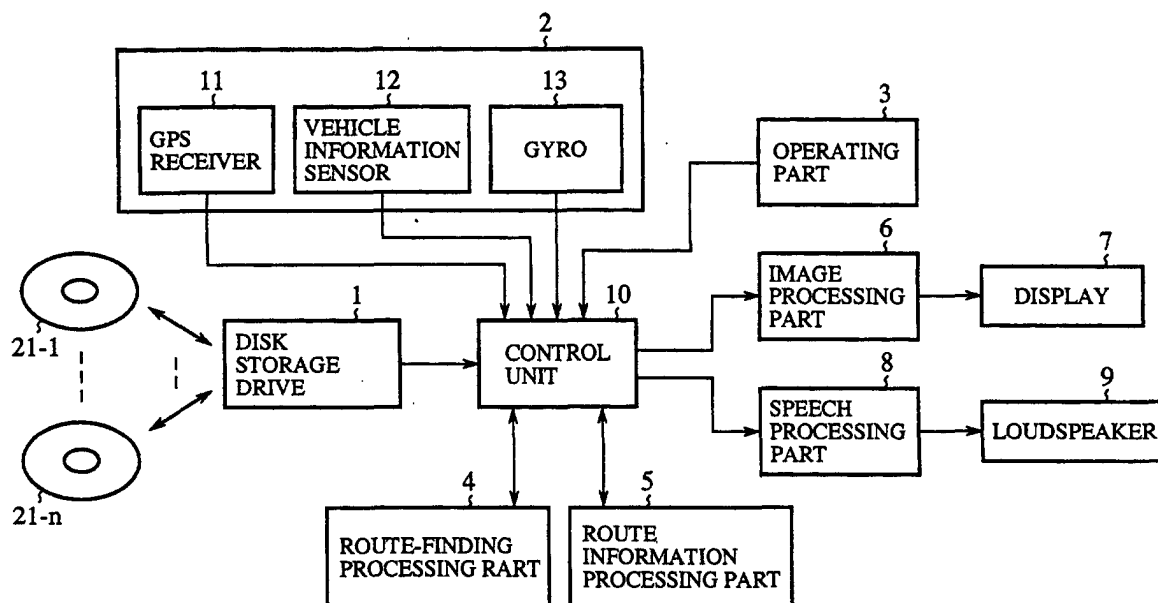 2
11
12
13
3
GPS
RECEIVER
VEHICLE
INFORMATION
SENSOR
GYRO
OPERATING
PART
6
7
IMAGE
PROCESSING
PART
DISPLAY
21-1
1
DISK
STORAGE
DRIVE
10
CONTROL
UNIT
8
SPEECH
PROCESSING
PART
9
LOUDSPEAKER
21-n
4
ROUTE-FINDING
PROCESSING RART
5
ROUTE
INFORMATION
PROCESSING PART